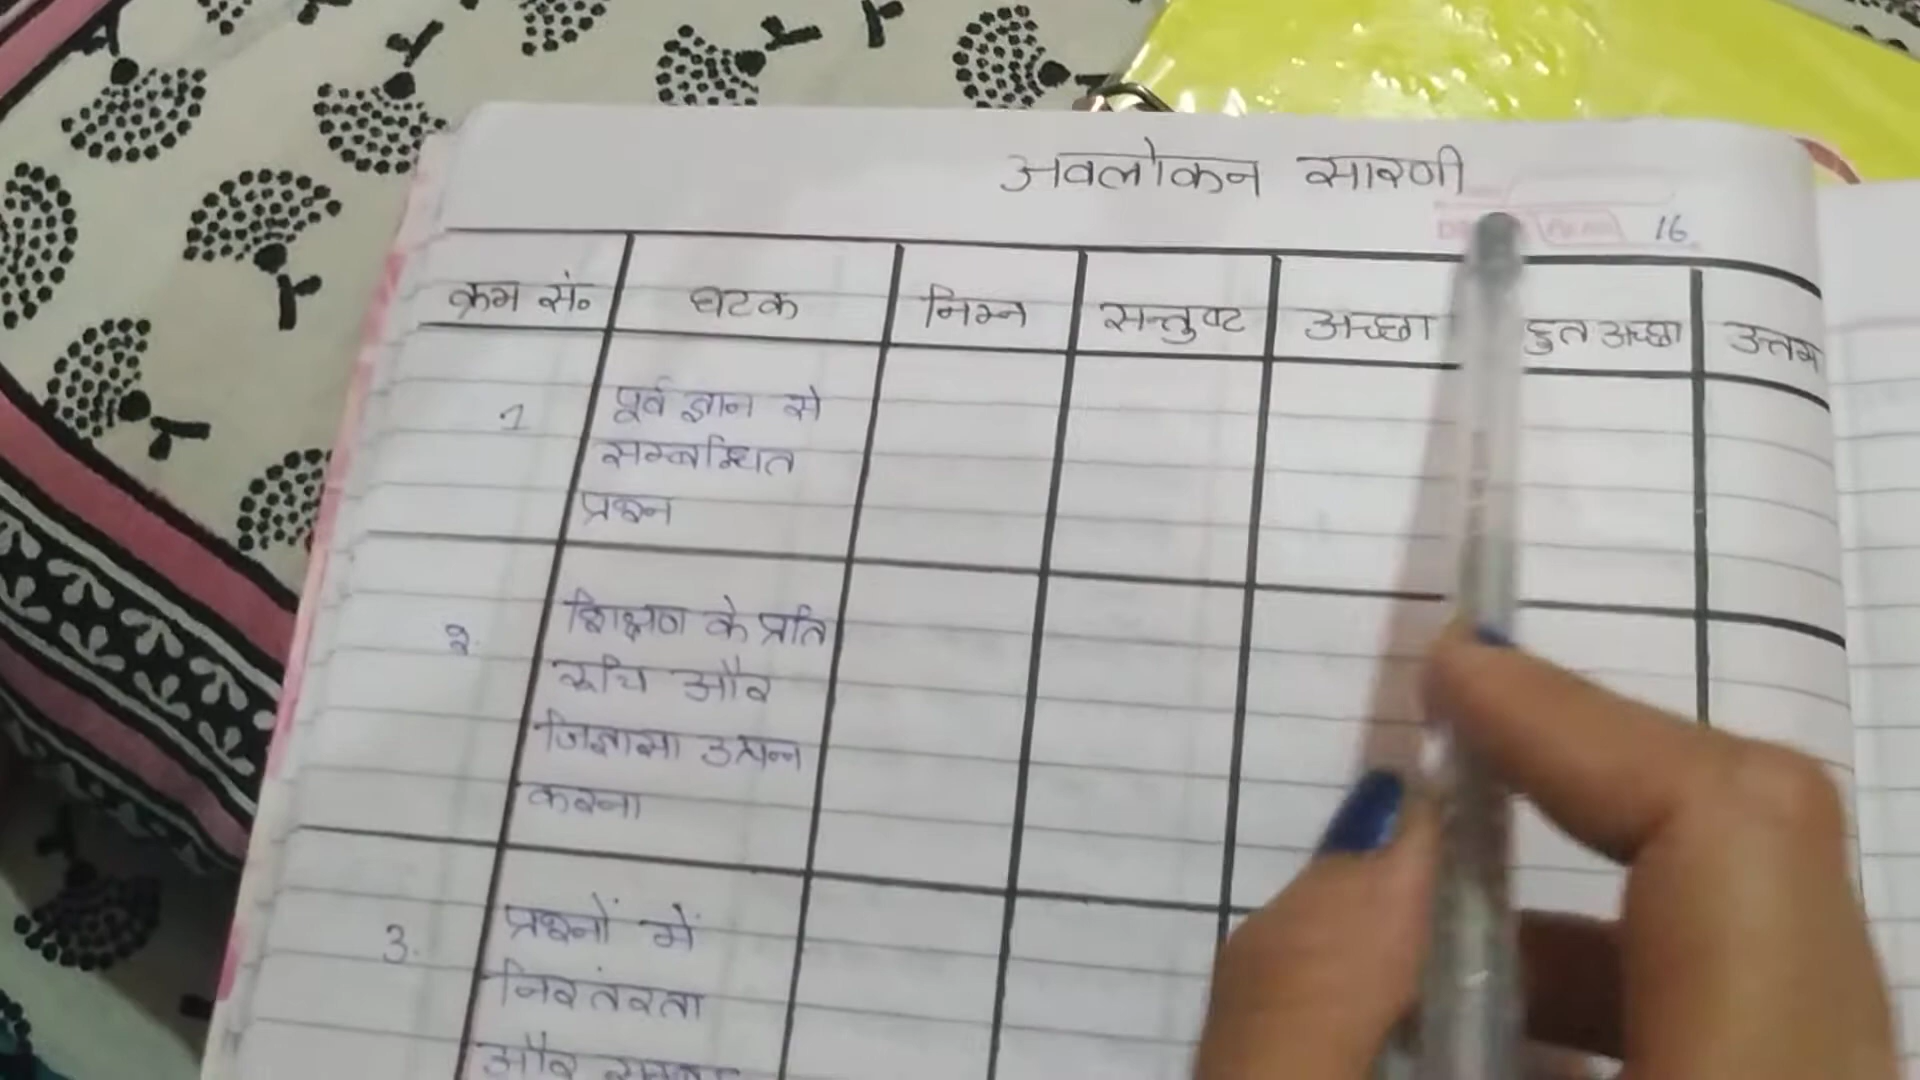 अवलोकन सारणी
16
क्रम सं० घटक निम्न सन्तुष्ट अच्छा हुत अच्छा उत्तम
1 पूर्व ज्ञान से
सम्बन्धित
प्रश्न
2. शिक्षण के प्रति
रूचि और
जिज्ञासा उत्पन्न
करना
3. प्रश्नों में
निरंतरता
और